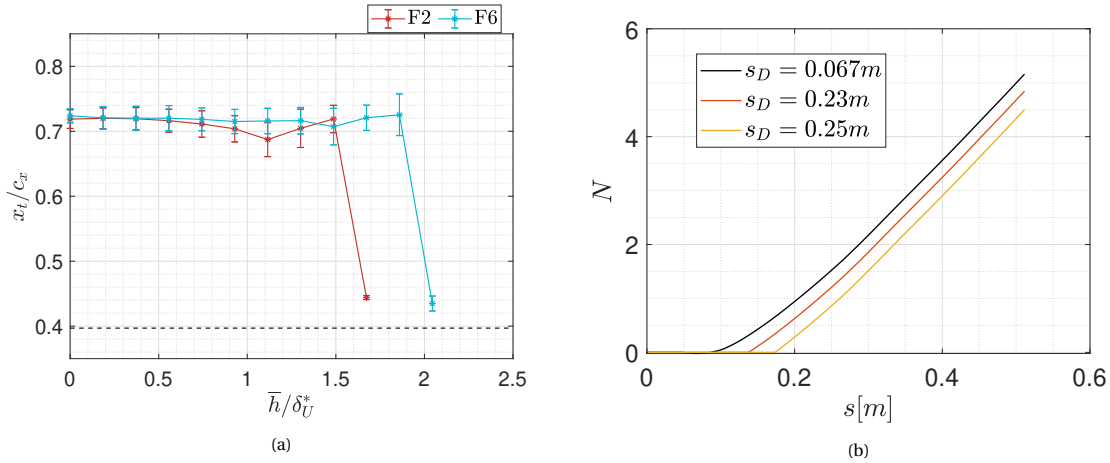 F2 F6
0.8
0.7
0.6
0.5
0.4
0 0.5 1 1.5 2 2.5
x_t/c_x
h̅/δ*_U
(a)
6
4
2
0
0 0.2 0.4 0.6
N
s[m]
s_D = 0.067m
s_D = 0.23m
s_D = 0.25m
(b)